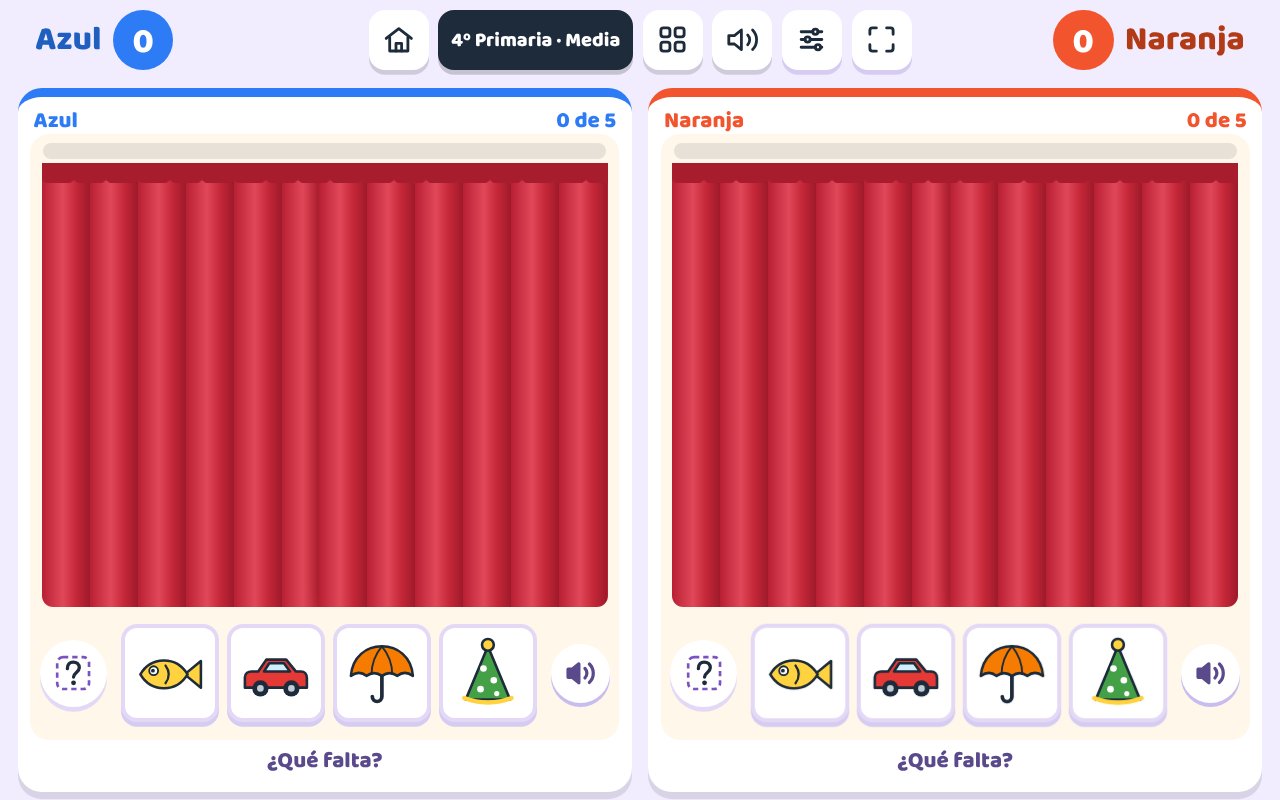 Azul 0
4º Primaria · Media
0 Naranja
Azul 0 de 5
?
¿Qué falta?
Naranja 0 de 5
?
¿Qué falta?